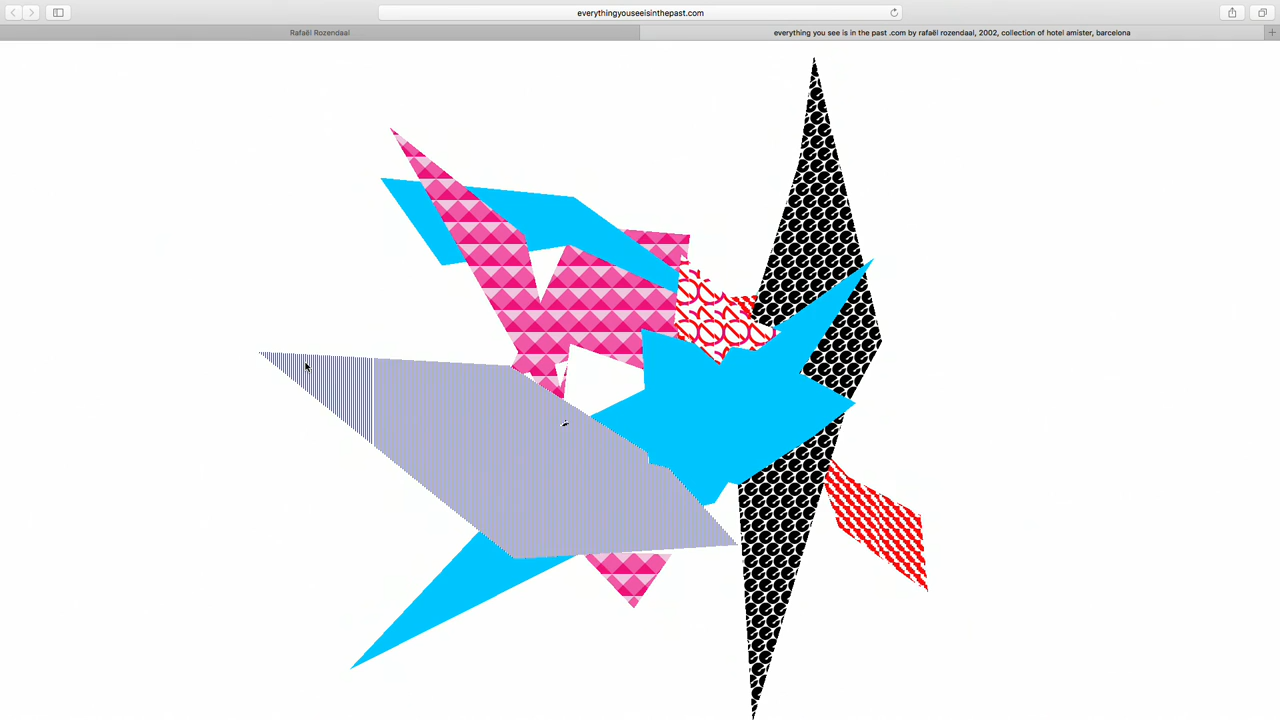 everythingyouseeisinthepast.com
Rafaël Rozendaal
everything you see is in the past .com by rafaël rozendaal, 2002, collection of hotel amister, barcelona